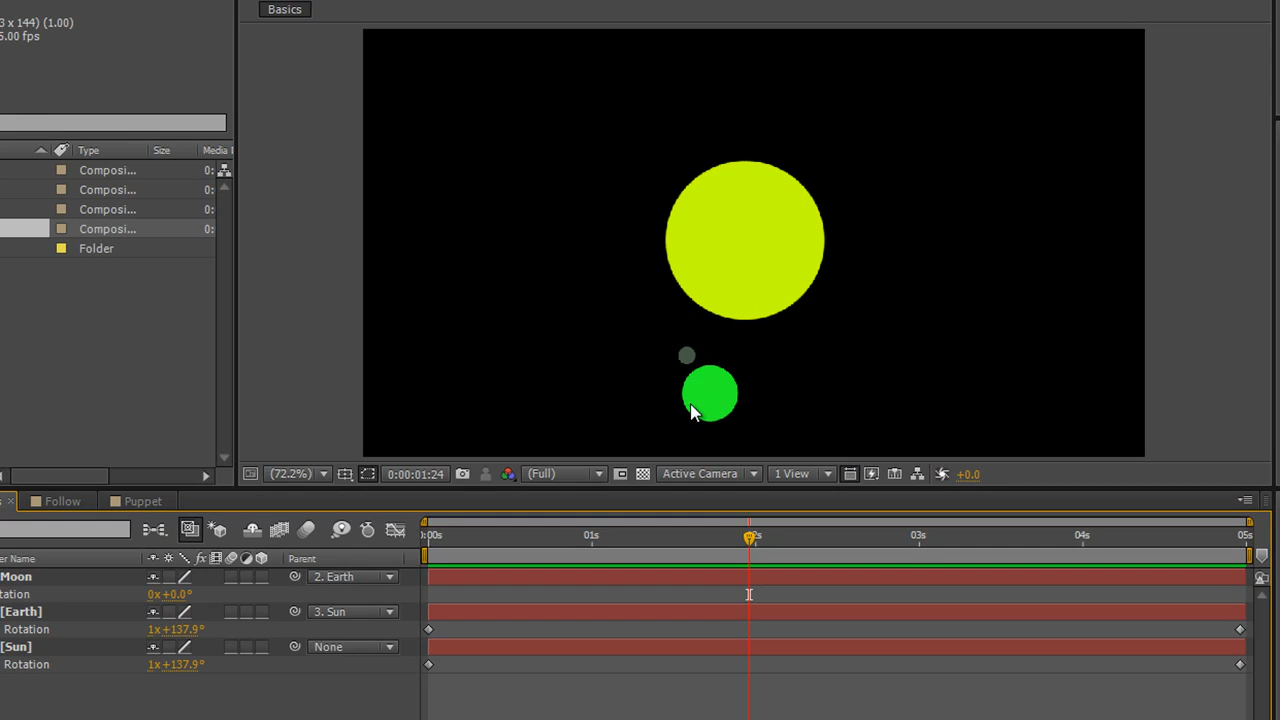 Basics
3 x 144) (1.00)
5.00 fps
Type Size Media
Composi... 0:
Composi... 0:
Composi... 0:
Composi... 0:
Folder
(72.2%) 0:00:01:24 (Full) Active Camera 1 View +0.0
Follow Puppet
er Name fx Parent
0:00s 01s 2s 03s 04s 05s
Moon 2. Earth
tation 0x+0.0°
[Earth] 3. Sun
Rotation 1x+137.9°
[Sun] None
Rotation 1x+137.9°